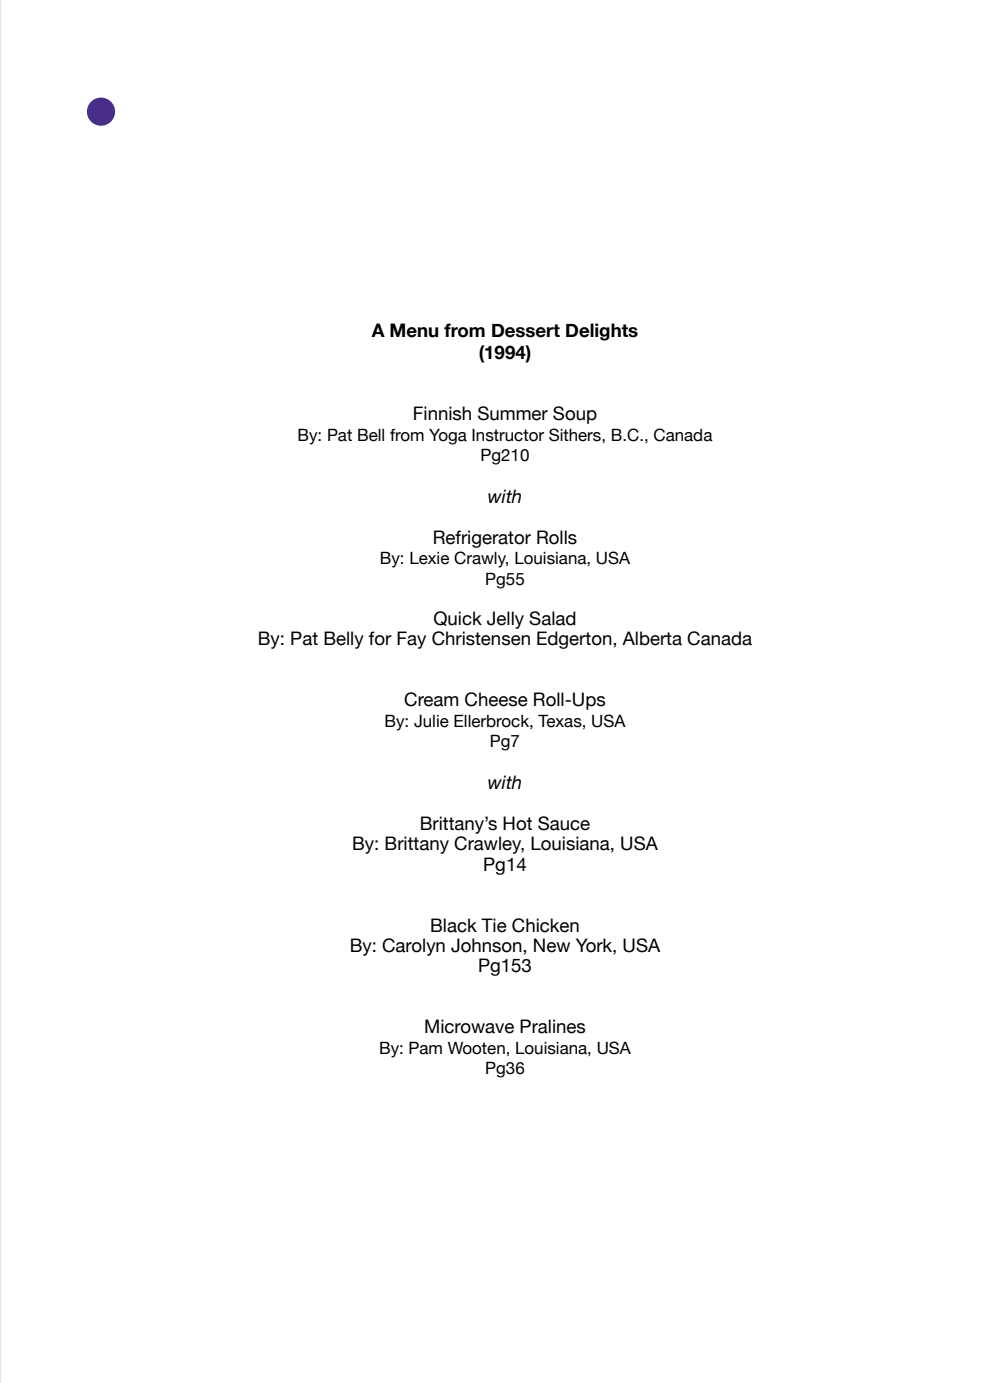 A Menu from Dessert Delights
(1994)
Finnish Summer Soup
By: Pat Bell from Yoga Instructor Sithers, B.C., Canada
Pg210
with
Refrigerator Rolls
By: Lexie Crawly, Louisiana, USA
Pg55
Quick Jelly Salad
By: Pat Belly for Fay Christensen Edgerton, Alberta Canada
Cream Cheese Roll-Ups
By: Julie Ellerbrock, Texas, USA
Pg7
with
Brittany’s Hot Sauce
By: Brittany Crawley, Louisiana, USA
Pg14
Black Tie Chicken
By: Carolyn Johnson, New York, USA
Pg153
Microwave Pralines
By: Pam Wooten, Louisiana, USA
Pg36